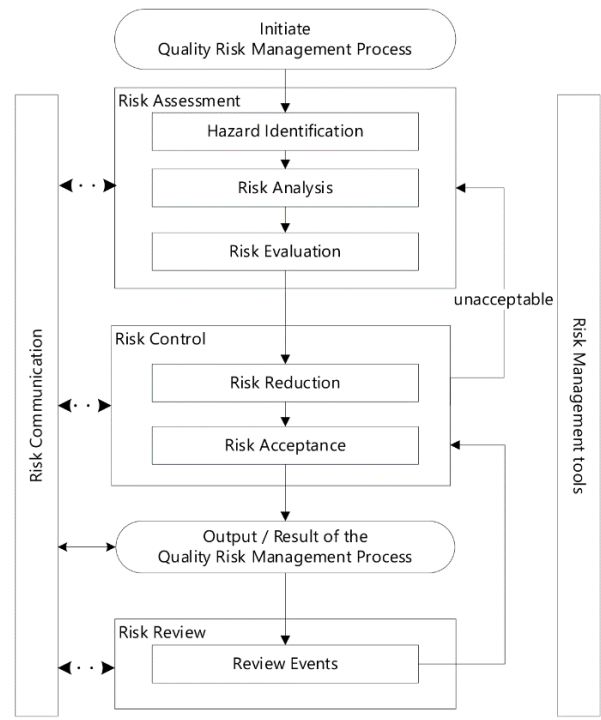 Initiate
Quality Risk Management Process
Risk Assessment
Hazard Identification
Risk Analysis
Risk Evaluation
unacceptable
Risk Control
Risk Reduction
Risk Acceptance
Output / Result of the
Quality Risk Management Process
Risk Review
Review Events
Risk Communication
Risk Management tools